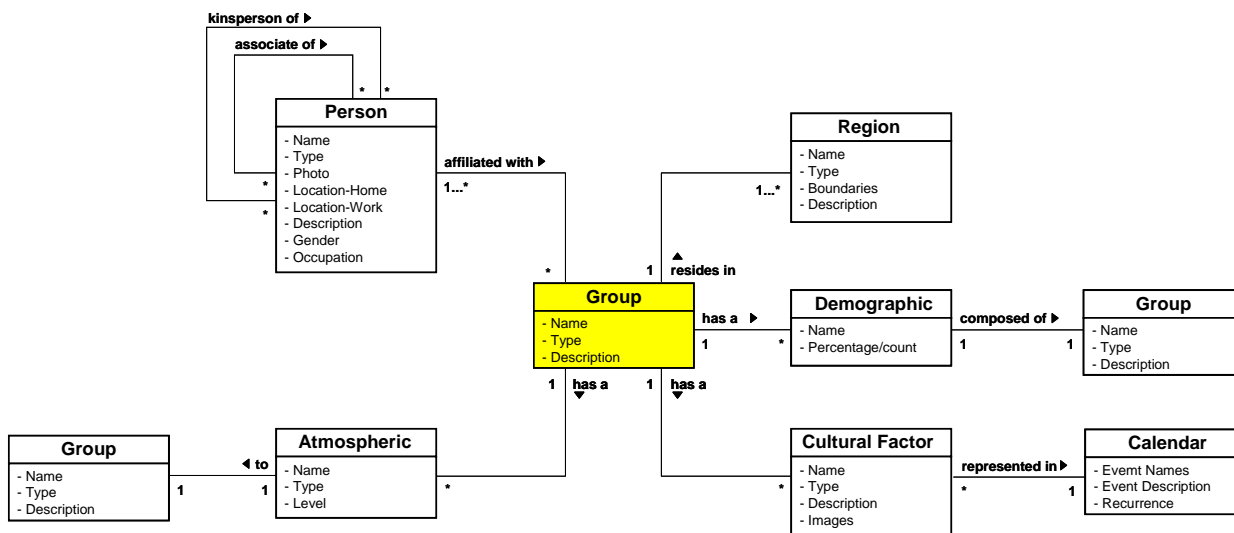 kinsperson of ▶
associate of ▶
*
*
Person
- Name
- Type
- Photo
- Location-Home
- Location-Work
- Description
- Gender
- Occupation
*
*
affiliated with ▶
1...*
*
Region
- Name
- Type
- Boundaries
- Description
1...*
1
▲
resides in
Group
- Name
- Type
- Description
has a ▶
1
*
Demographic
- Name
- Percentage/count
composed of ▶
1
1
Group
- Name
- Type
- Description
1
has a
▼
1
has a
▼
Group
- Name
- Type
- Description
◀ to
1
1
Atmospheric
- Name
- Type
- Level
*
*
Cultural Factor
- Name
- Type
- Description
- Images
represented in ▶
*
1
Calendar
- Evemt Names
- Event Description
- Recurrence